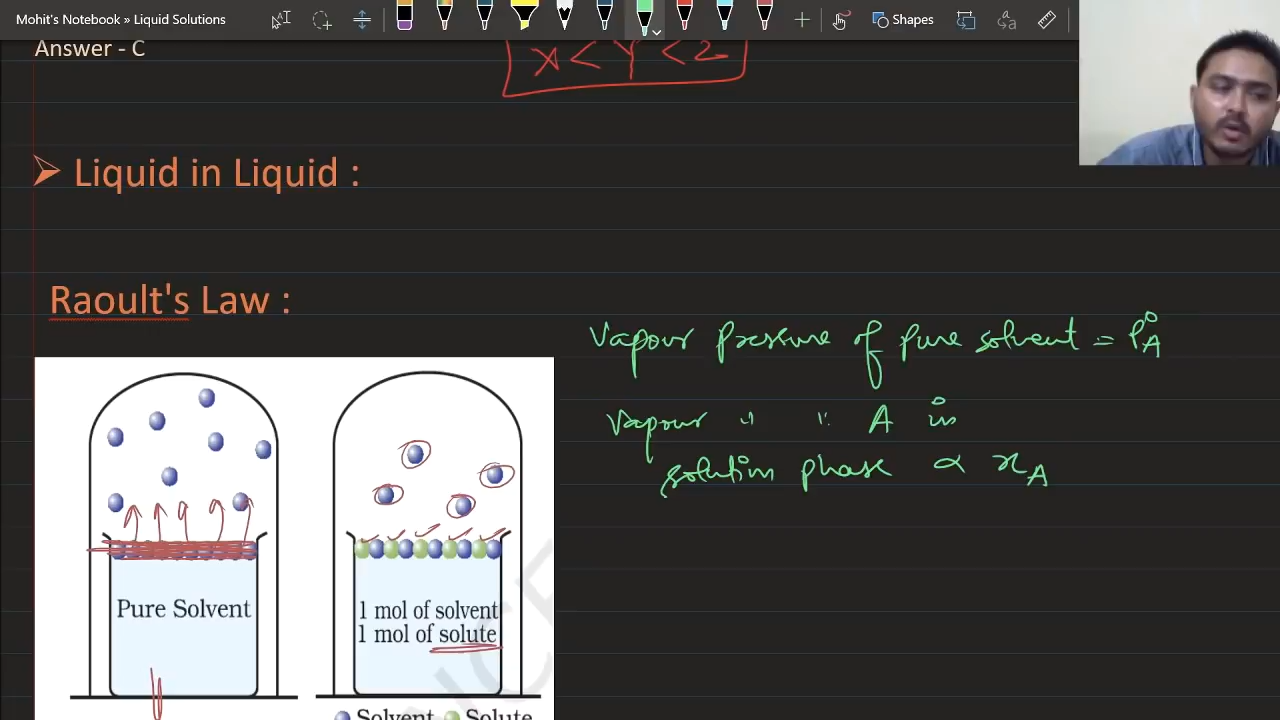 Mohit's Notebook » Liquid Solutions
Shapes
Answer - C
X < Y < Z
Liquid in Liquid :
Raoult's Law :
Vapour pressure of pure solvent = P°A
Vapour " " A in
solution phase ∝ xA
Pure Solvent
1 mol of solvent
1 mol of solute
Solvent Solute